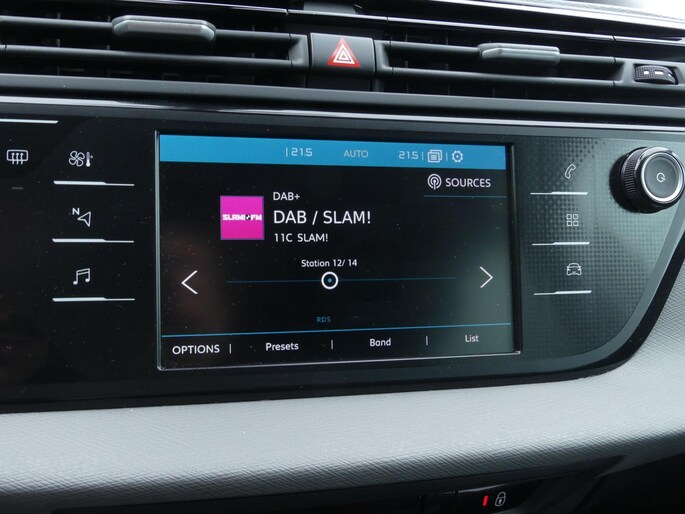 21.5 AUTO 21.5
SOURCES
DAB+
SLAM!FM
DAB / SLAM!
11C SLAM!
Station 12/ 14
RDS
OPTIONS Presets Band List
N